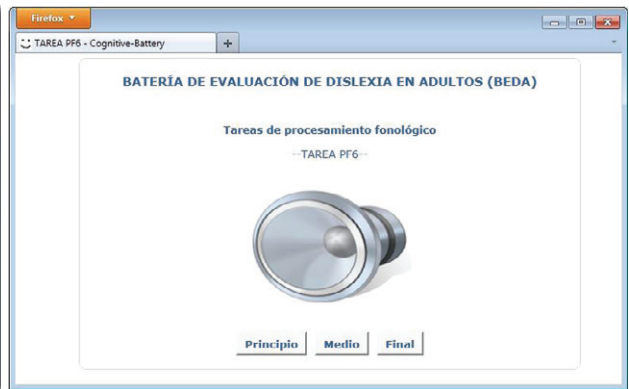 Firefox
TAREA PF6 - Cognitive-Battery
BATERÍA DE EVALUACIÓN DE DISLEXIA EN ADULTOS (BEDA)
Tareas de procesamiento fonológico
--TAREA PF6--
Principio Medio Final